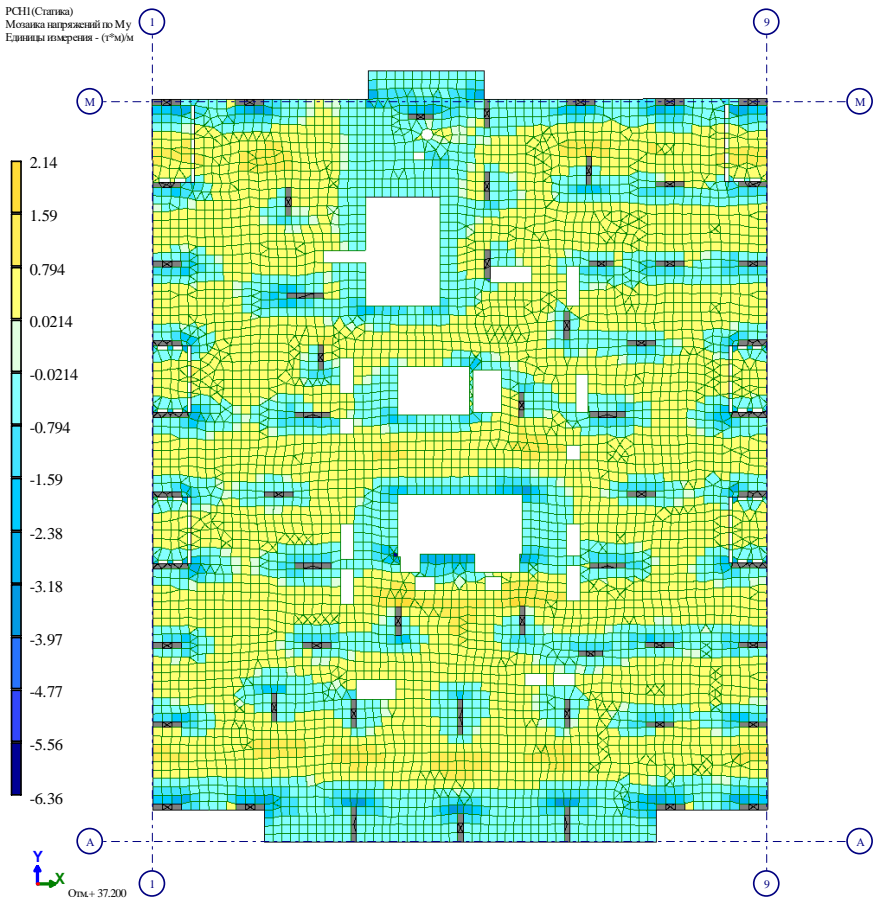 РСН1(Статика)
Мозаика напряжений по My
Единицы измерения - (т*м)/м
1
9
М
М
2.14
1.59
0.794
0.0214
-0.0214
-0.794
-1.59
-2.38
-3.18
-3.97
-4.77
-5.56
-6.36
А
А
Y
X
1
9
Отм.+ 37.200